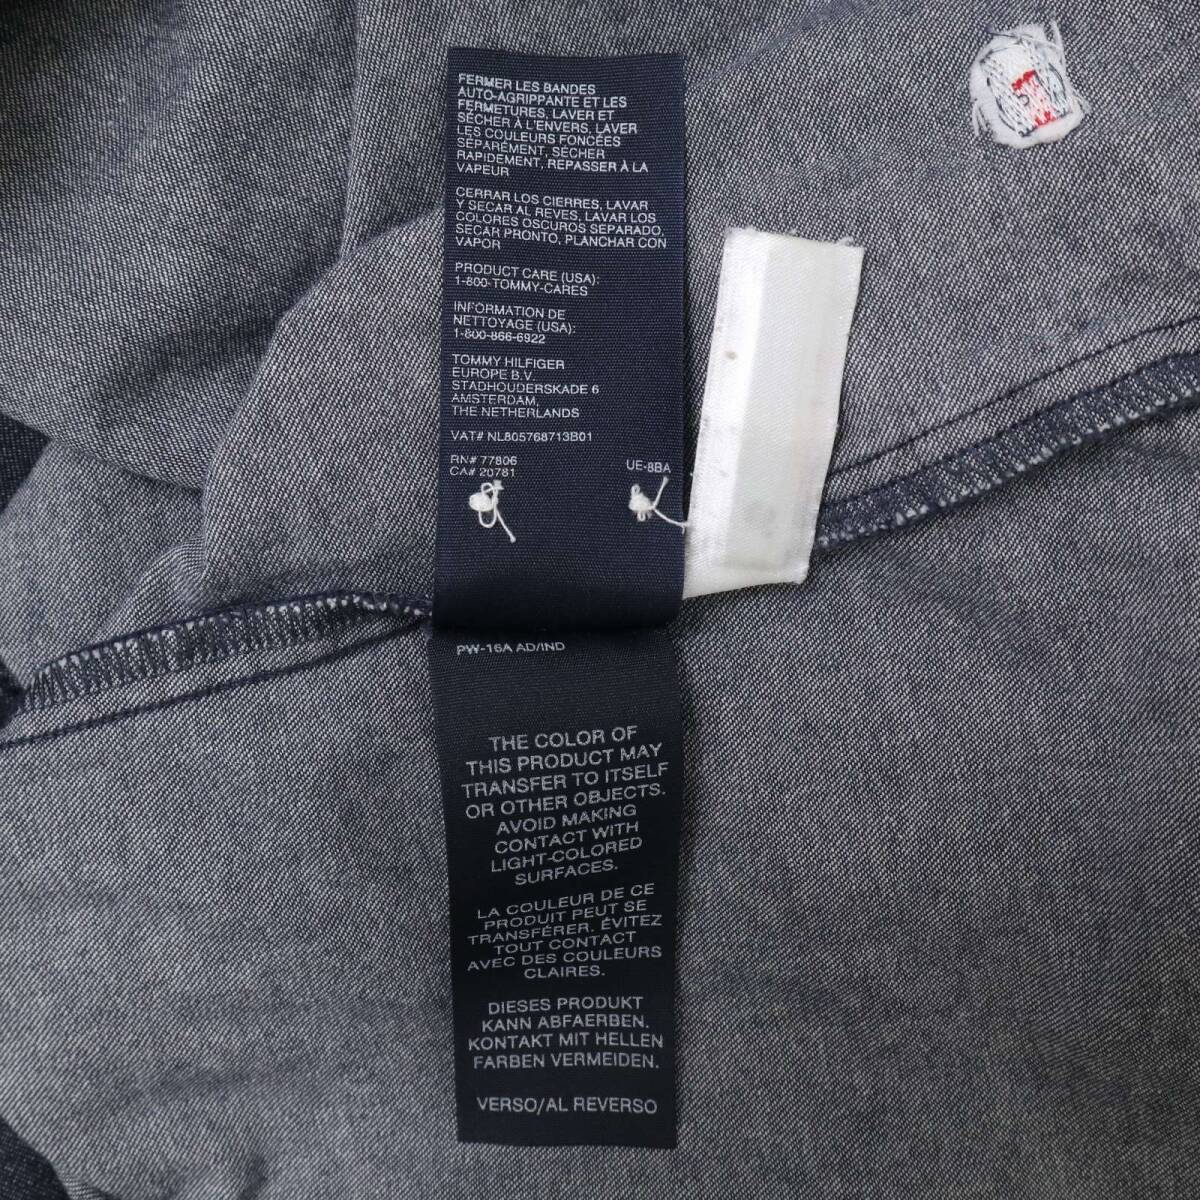 FERMER LES BANDES
AUTO-AGRIPPANTE ET LES
FERMETURES, LAVER ET
SÉCHER À L'ENVERS, LAVER
LES COULEURS FONCÉES
SÉPARÉMENT, SÉCHER
RAPIDEMENT, REPASSER À LA
VAPEUR
CERRAR LOS CIERRES, LAVAR
Y SECAR AL REVES, LAVAR LOS
COLORES OSCUROS SEPARADO,
SECAR PRONTO, PLANCHAR CON
VAPOR
PRODUCT CARE (USA):
1-800-TOMMY-CARES
INFORMATION DE
NETTOYAGE (USA):
1-800-866-6922
TOMMY HILFIGER
EUROPE B.V.
STADHOUDERSKADE 6
AMSTERDAM,
THE NETHERLANDS
VAT# NL805768713B01
RN# 77806
CA# 20781
UE-8BA
PW-16A AD/IND
THE COLOR OF
THIS PRODUCT MAY
TRANSFER TO ITSELF
OR OTHER OBJECTS.
AVOID MAKING
CONTACT WITH
LIGHT-COLORED
SURFACES.
LA COULEUR DE CE
PRODUIT PEUT SE
TRANSFÉRER. ÉVITEZ
TOUT CONTACT
AVEC DES COULEURS
CLAIRES.
DIESES PRODUKT
KANN ABFAERBEN.
KONTAKT MIT HELLEN
FARBEN VERMEIDEN.
VERSO/AL REVERSO